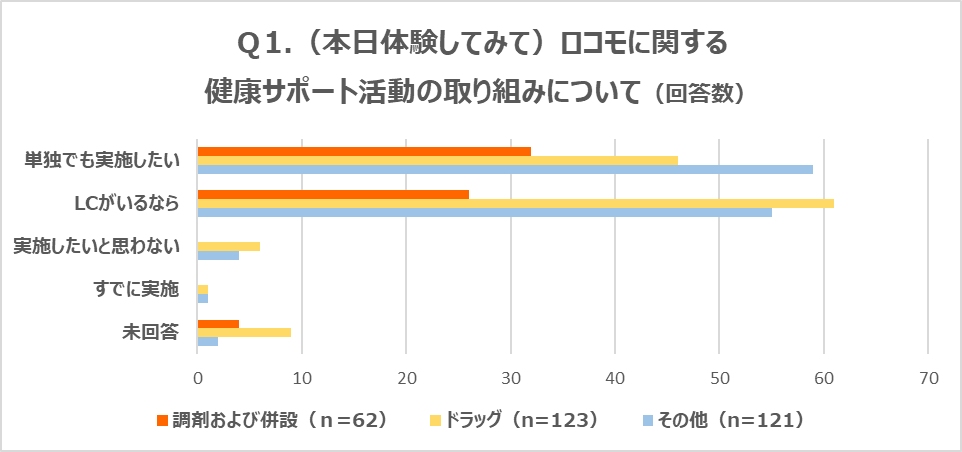 Q１.（本日体験してみて）ロコモに関する
健康サポート活動の取り組みについて（回答数）
単独でも実施したい
LCがいるなら
実施したいと思わない
すでに実施
未回答
0 10 20 30 40 50 60 70
調剤および併設（ｎ=62） ドラッグ（n=123） その他（n=121）